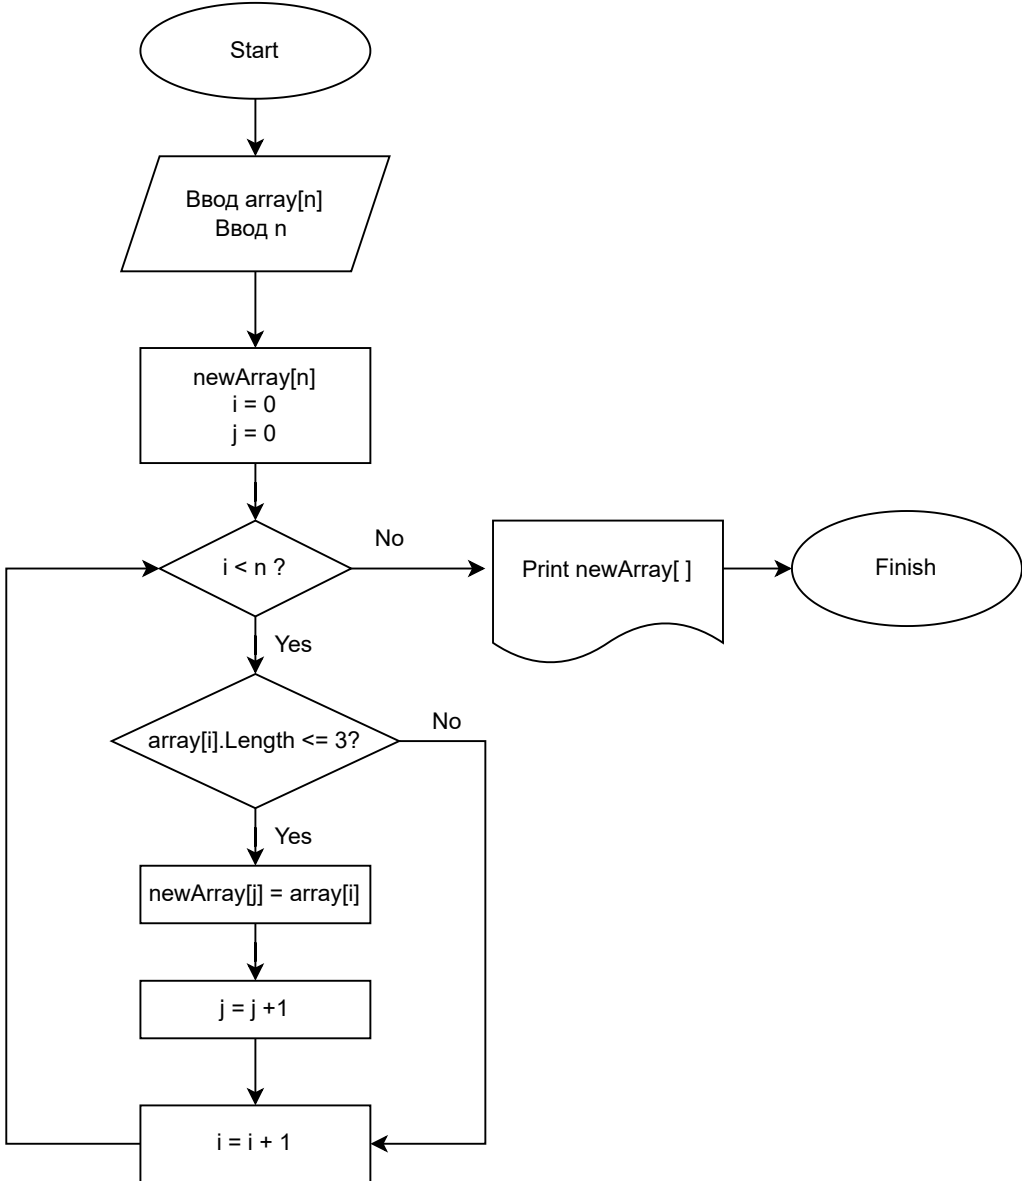 Start
Ввод array[n]
Ввод n
newArray[n]
i = 0
j = 0
i < n ?
No
Print newArray[ ]
Finish
Yes
array[i].Length <= 3?
No
Yes
newArray[j] = array[i]
j = j +1
i = i + 1